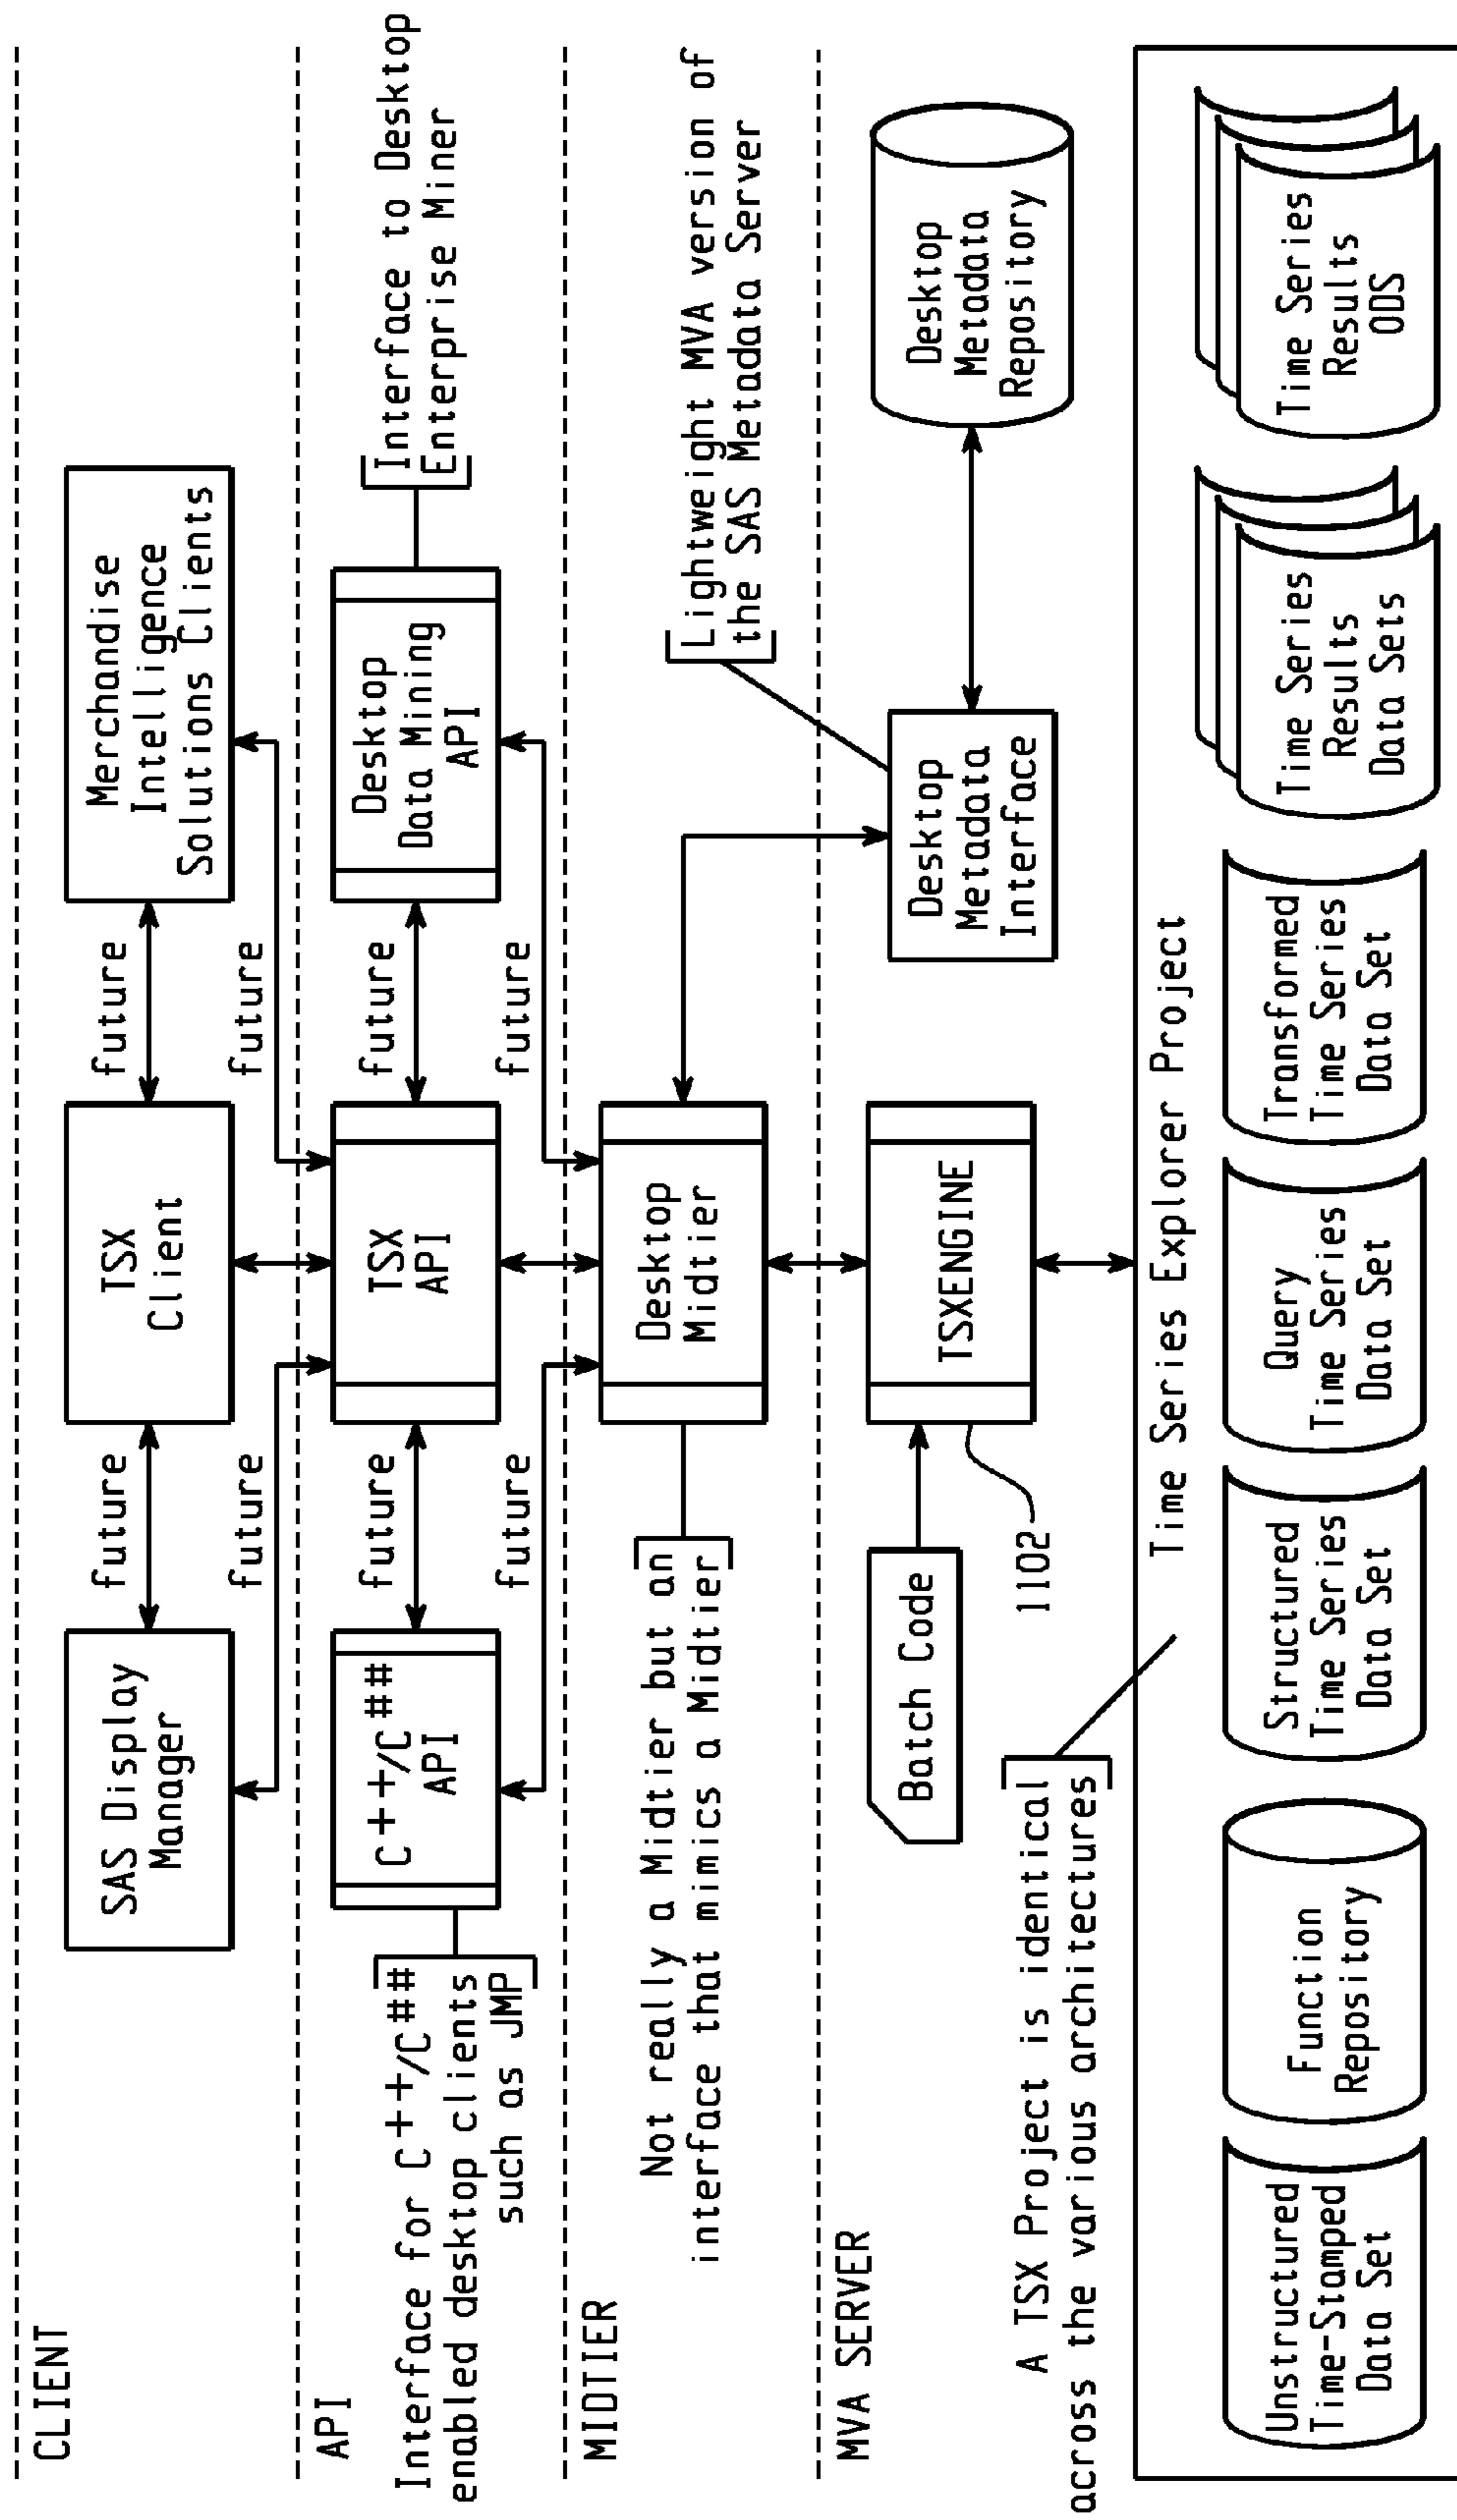 CLIENT
SAS Display
Manager
future
TSX
Client
future
Merchandise
Intelligence
Solutions Clients
future
future
API
Interface for C++/C##
enabled desktop clients
such as JMP
C++/C##
API
future
TSX
API
future
Desktop
Data Mining
API
Interface to Desktop
Enterprise Miner
future
future
MIDTIER
Not really a Midtier but an
interface that mimics a Midtier
Desktop
Midtier
Lightweight MVA version of
the SAS Metadata Server
MVA SERVER
Batch Code
TSXENGINE
1102
Desktop
Metadata
Interface
Desktop
Metadata
Repository
A TSX Project is identical
across the various architectures
Time Series Explorer Project
Unstructured
Time-Stamped
Data Set
Function
Repository
Structured
Time Series
Data Set
Query
Time Series
Data Set
Transformed
Time Series
Data Set
Time Series
Results
Data Sets
Time Series
Results
ODS